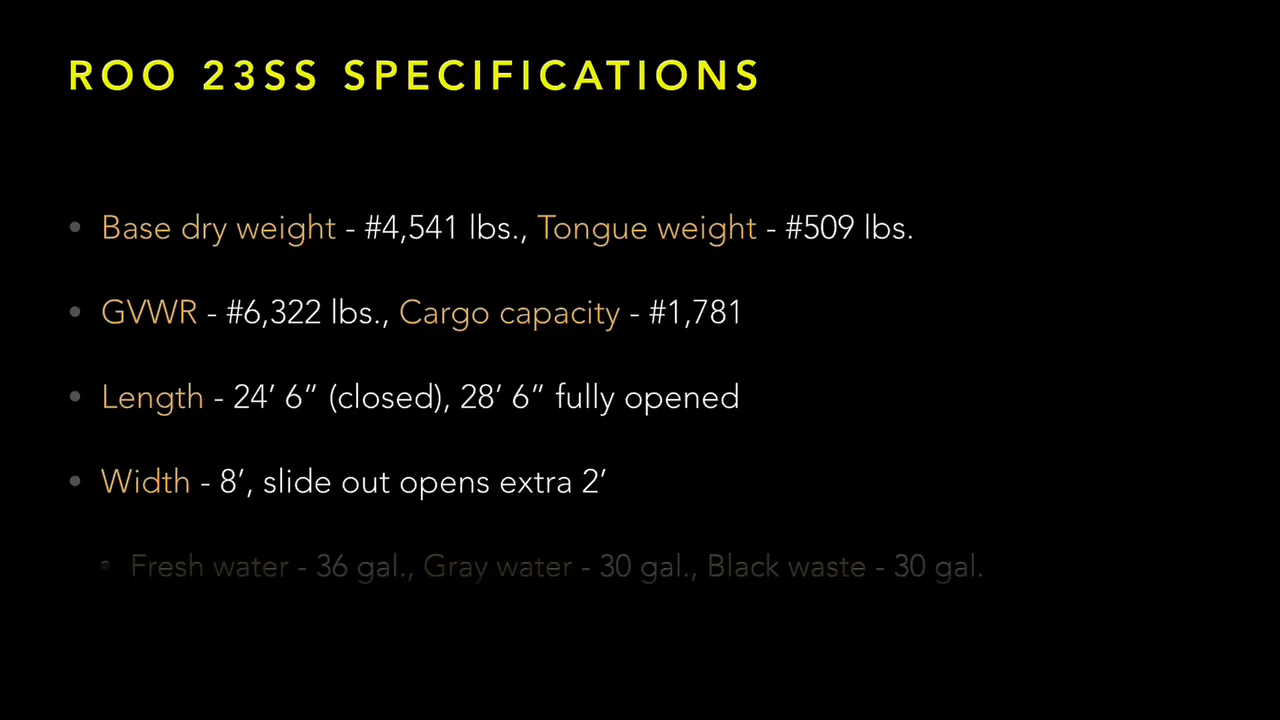 ROO 23SS SPECIFICATIONS
• Base dry weight - #4,541 lbs., Tongue weight - #509 lbs.
• GVWR - #6,322 lbs., Cargo capacity - #1,781
• Length - 24’ 6” (closed), 28’ 6” fully opened
• Width - 8’, slide out opens extra 2’
• Fresh water - 36 gal., Gray water - 30 gal., Black waste - 30 gal.